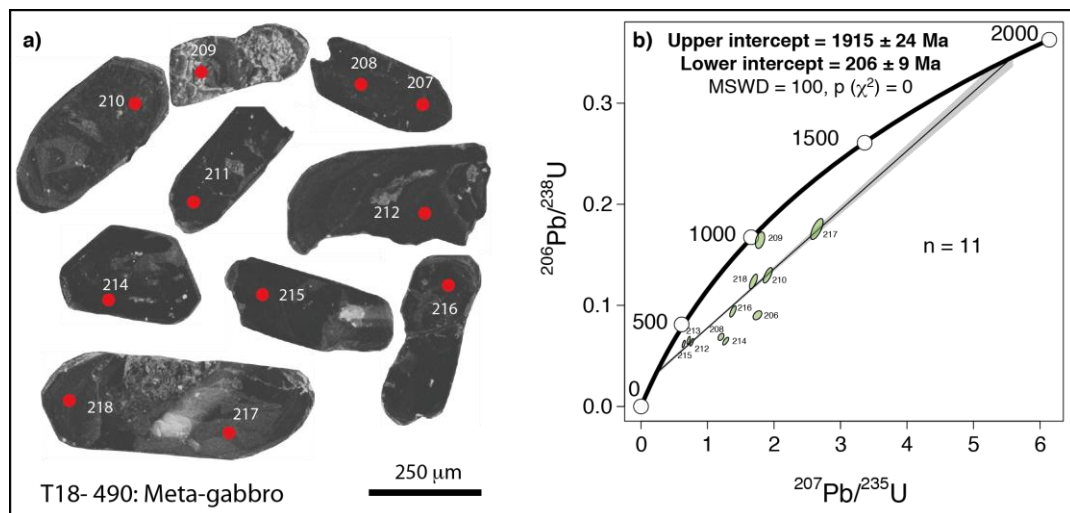 a)
209
208
207
210
211
212
214
215
216
218
217
T18- 490: Meta-gabbro
250 μm
b)
Upper intercept = 1915 ± 24 Ma
Lower intercept = 206 ± 9 Ma
MSWD = 100, p (χ²) = 0
2000
1500
1000
500
0
217
209
218
210
216
206
213
208
215
212
214
n = 11
0.3
0.2
0.1
0.0
²⁰⁶Pb/²³⁸U
0 1 2 3 4 5 6
²⁰⁷Pb/²³⁵U